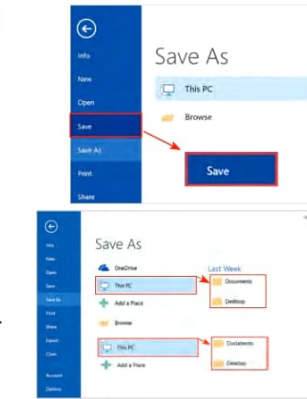 Save As
Info
New
This PC
Open
Browse
Save
Save As
Save
Print
Share
Save As
Info
New
OneDrive
Last Week
Open
Documents
Save
This PC
Save As
Desktop
Print
Add a Place
Share
Browse
Export
Documents
Close
This PC
Desktop
Account
Add a Place
Options